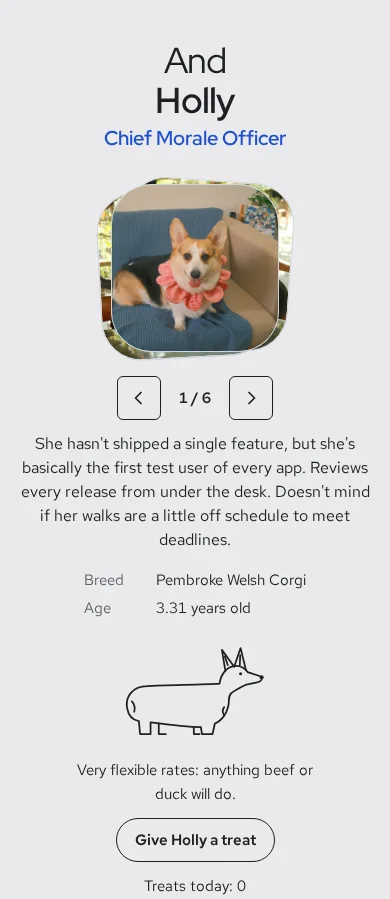 And
Holly
Chief Morale Officer
1 / 6
She hasn't shipped a single feature, but she's
basically the first test user of every app. Reviews
every release from under the desk. Doesn't mind
if her walks are a little off schedule to meet
deadlines.
Breed Pembroke Welsh Corgi
Age 3.31 years old
Very flexible rates: anything beef or
duck will do.
Give Holly a treat
Treats today: 0